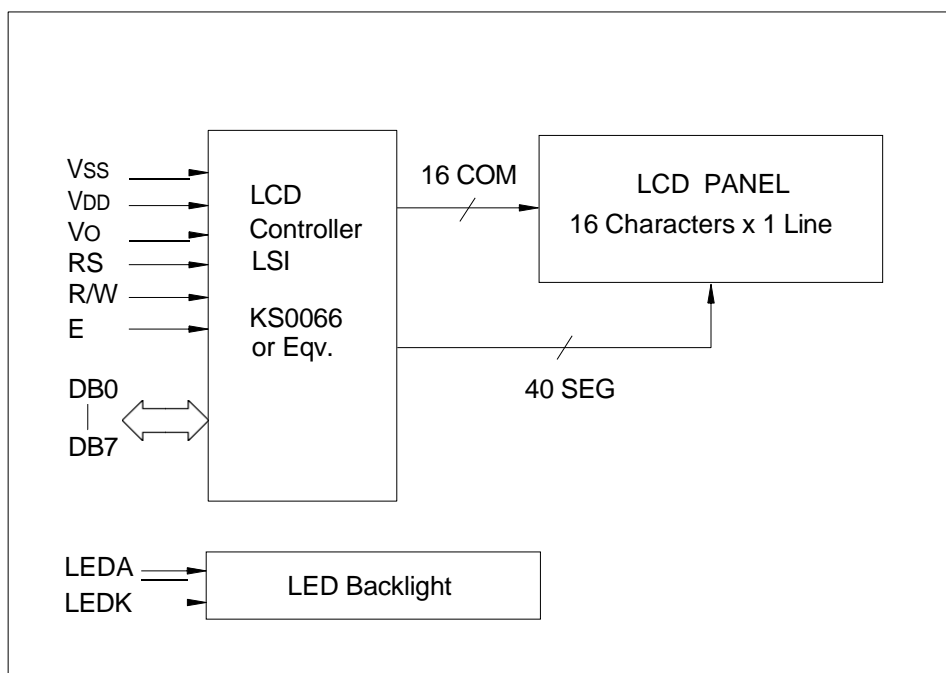 VSS
VDD
VO
RS
R/W
E
DB0
DB7
LCD
Controller
LSI
KS0066
or Eqv.
16 COM
40 SEG
LCD PANEL
16 Characters x 1 Line
LEDA
LEDK
LED Backlight